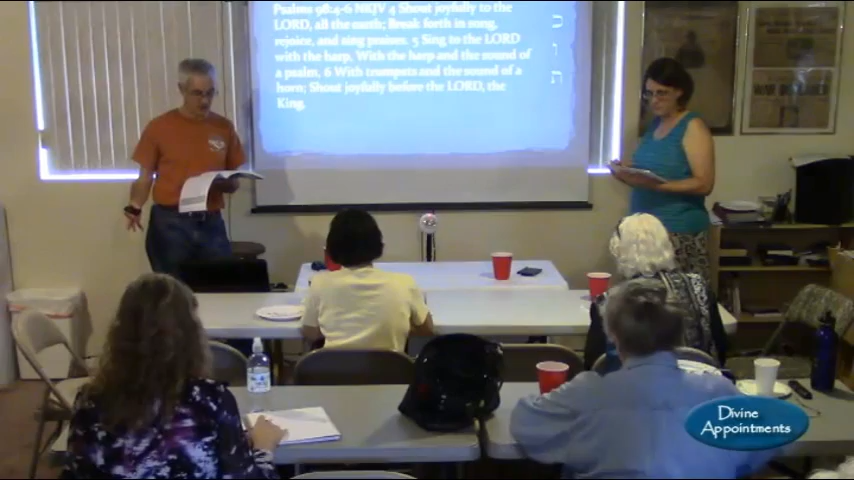 Psalms 98:4-6 NKJV 4 Shout joyfully to the
LORD, all the earth; Break forth in song,
rejoice, and sing praises. 5 Sing to the LORD
with the harp, With the harp and the sound of
a psalm, 6 With trumpets and the sound of a
horn; Shout joyfully before the LORD, the
King.
כ
ו
ת
WAR DECLARED
Divine
Appointments